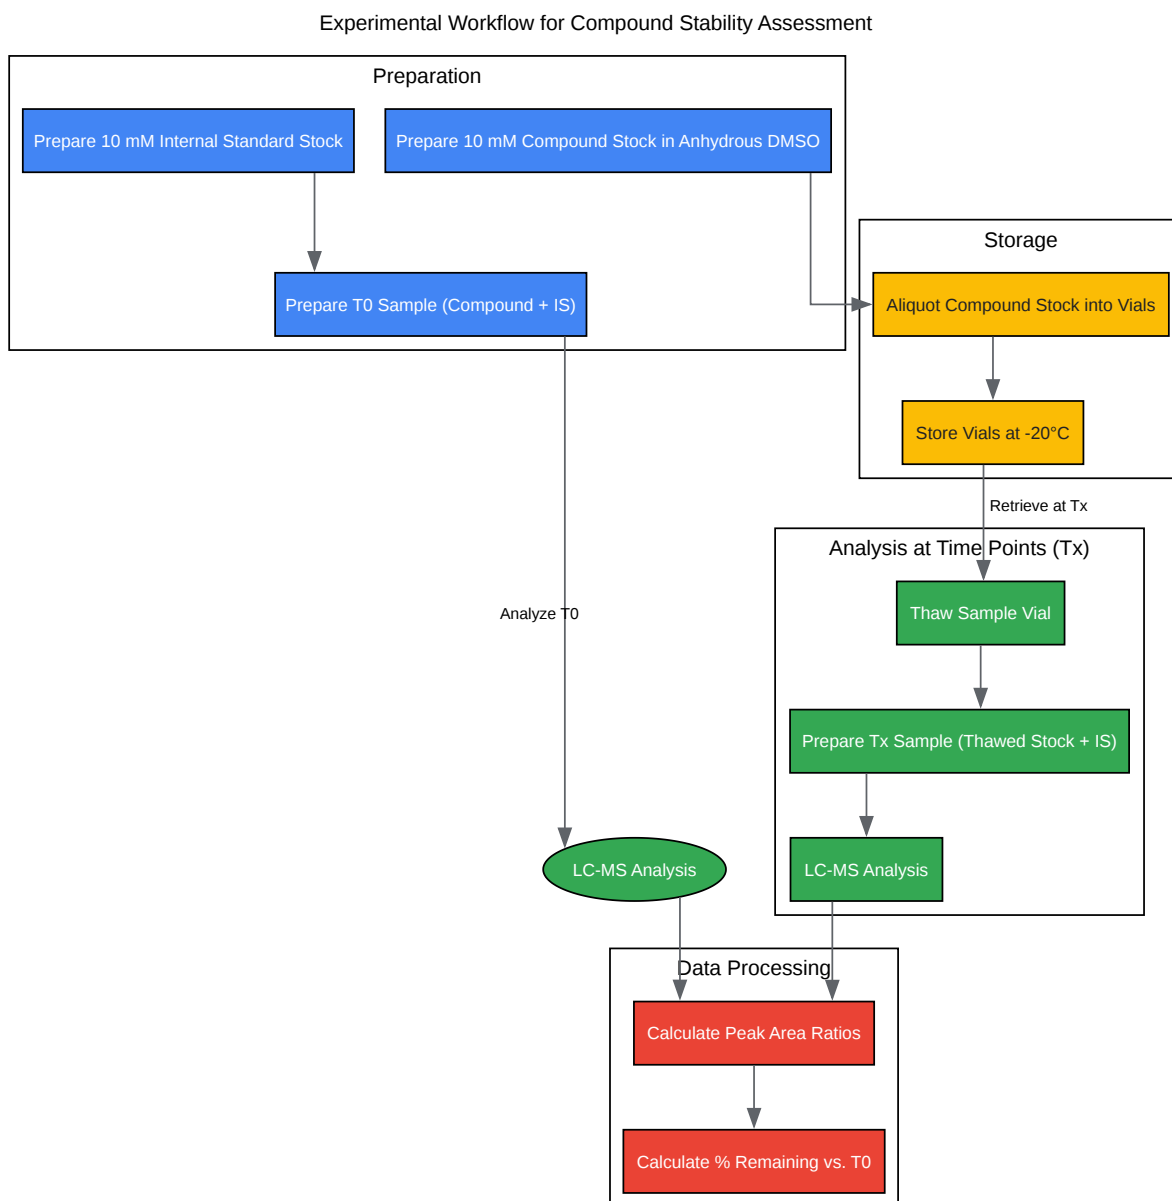 Experimental Workflow for Compound Stability Assessment
Preparation
Prepare 10 mM Internal Standard Stock
Prepare 10 mM Compound Stock in Anhydrous DMSO
Prepare T0 Sample (Compound + IS)
Storage
Aliquot Compound Stock into Vials
Store Vials at -20°C
Retrieve at Tx
Analysis at Time Points (Tx)
Thaw Sample Vial
Analyze T0
Prepare Tx Sample (Thawed Stock + IS)
LC-MS Analysis
LC-MS Analysis
Data Processing
Calculate Peak Area Ratios
Calculate % Remaining vs. T0